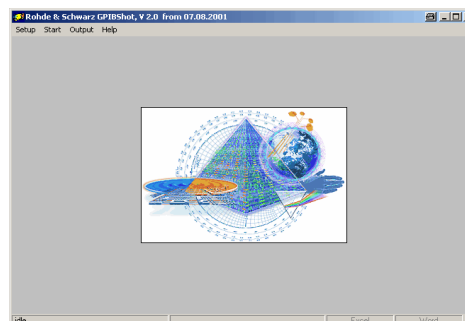 Rohde & Schwarz GPIBShot, V 2.0 from 07.08.2001
Setup Start Output Help
idle Excel Word